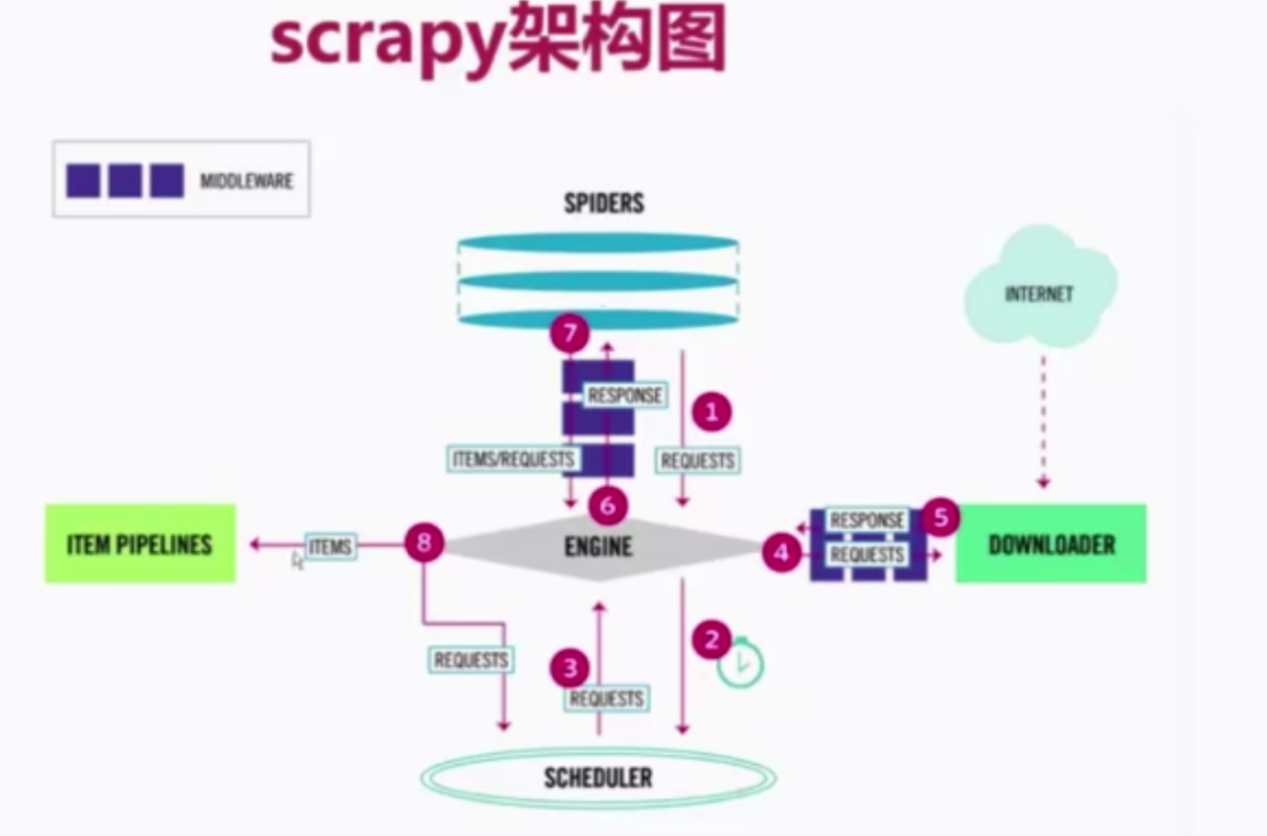 scrapy架构图
MIDDLEWARE
SPIDERS
INTERNET
7
RESPONSE
1
ITEMS/REQUESTS
REQUESTS
6
ITEM PIPELINES
ITEMS
8
ENGINE
4
RESPONSE
REQUESTS
5
DOWNLOADER
2
REQUESTS
3
REQUESTS
SCHEDULER